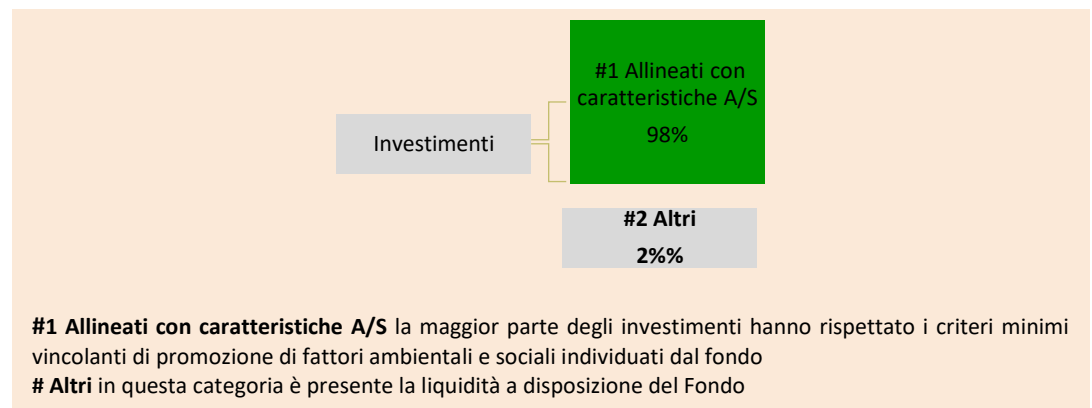 #1 Allineati con
caratteristiche A/S
98%
Investimenti
#2 Altri
2%%
#1 Allineati con caratteristiche A/S la maggior parte degli investimenti hanno rispettato i criteri minimi
vincolanti di promozione di fattori ambientali e sociali individuati dal fondo
# Altri in questa categoria è presente la liquidità a disposizione del Fondo